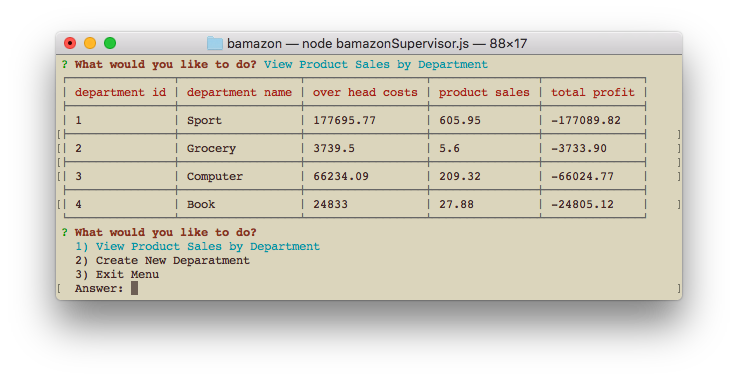 bamazon — node bamazonSupervisor.js — 88×17
? What would you like to do? View Product Sales by Department
department id | department name | over head costs | product sales | total profit
1 | Sport | 177695.77 | 605.95 | -177089.82
2 | Grocery | 3739.5 | 5.6 | -3733.90
3 | Computer | 66234.09 | 209.32 | -66024.77
4 | Book | 24833 | 27.88 | -24805.12
? What would you like to do?
1) View Product Sales by Department
2) Create New Deparatment
3) Exit Menu
Answer: